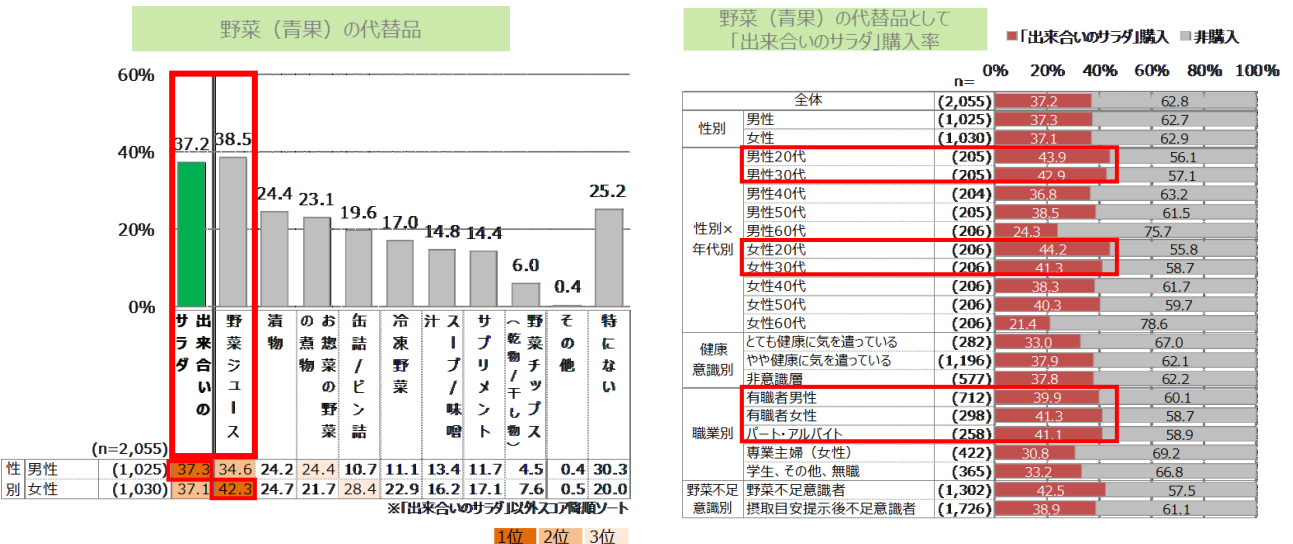 野菜（青果）の代替品
60%
40%
20%
0%
37.2
38.5
24.4
23.1
19.6
17.0
14.8
14.4
6.0
0.4
25.2
出来合いのサラダ
野菜ジュース
漬物
お惣菜の野菜の煮物
缶詰/ビン詰
冷凍野菜
スープ/味噌汁
サプリメント
野菜チップス（乾物/干し物）
その他
特にない
(n=2,055)
性別
男性 (1,025) 37.3 34.6 24.2 24.4 10.7 11.1 13.4 11.7 4.5 0.4 30.3
女性 (1,030) 37.1 42.3 24.7 21.7 28.4 22.9 16.2 17.1 7.6 0.5 20.0
※「出来合いのサラダ」以外スコア降順ソート
1位 2位 3位
野菜（青果）の代替品として
「出来合いのサラダ」購入率
「出来合いのサラダ」購入 非購入
n= 0% 20% 40% 60% 80% 100%
全体 (2,055) 37.2 62.8
性別
男性 (1,025) 37.3 62.7
女性 (1,030) 37.1 62.9
性別×年代別
男性20代 (205) 43.9 56.1
男性30代 (205) 42.9 57.1
男性40代 (204) 36.8 63.2
男性50代 (205) 38.5 61.5
男性60代 (206) 24.3 75.7
女性20代 (206) 44.2 55.8
女性30代 (206) 41.3 58.7
女性40代 (206) 38.3 61.7
女性50代 (206) 40.3 59.7
女性60代 (206) 21.4 78.6
健康意識別
とても健康に気を遣っている (282) 33.0 67.0
やや健康に気を遣っている (1,196) 37.9 62.1
非意識層 (577) 37.8 62.2
職業別
有職者男性 (712) 39.9 60.1
有職者女性 (298) 41.3 58.7
パート・アルバイト (258) 41.1 58.9
専業主婦（女性） (422) 30.8 69.2
学生、その他、無職 (365) 33.2 66.8
野菜不足意識別
野菜不足意識者 (1,302) 42.5 57.5
摂取目安提示後不足意識者 (1,726) 38.9 61.1